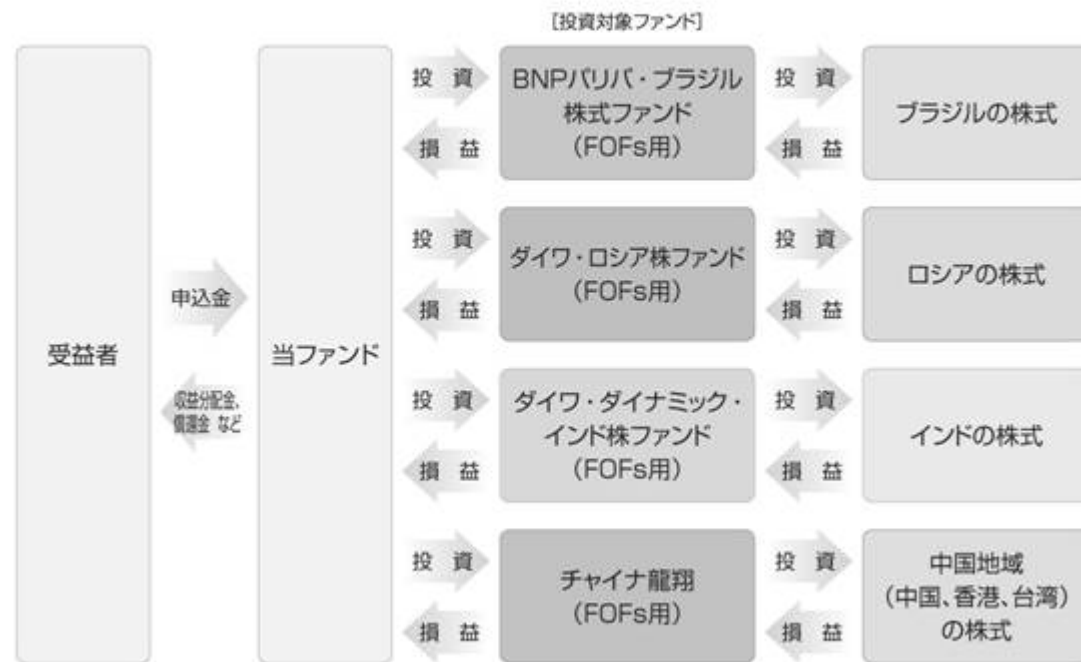 [投資対象ファンド]
受益者
申込金
収益分配金、
償還金 など
当ファンド
投 資
損 益
BNPパリバ・ブラジル
株式ファンド
(FOFs用)
投 資
損 益
ブラジルの株式
投 資
損 益
ダイワ・ロシア株ファンド
(FOFs用)
投 資
損 益
ロシアの株式
投 資
損 益
ダイワ・ダイナミック・
インド株ファンド
(FOFs用)
投 資
損 益
インドの株式
投 資
損 益
チャイナ龍翔
(FOFs用)
投 資
損 益
中国地域
(中国、香港、台湾)
の株式